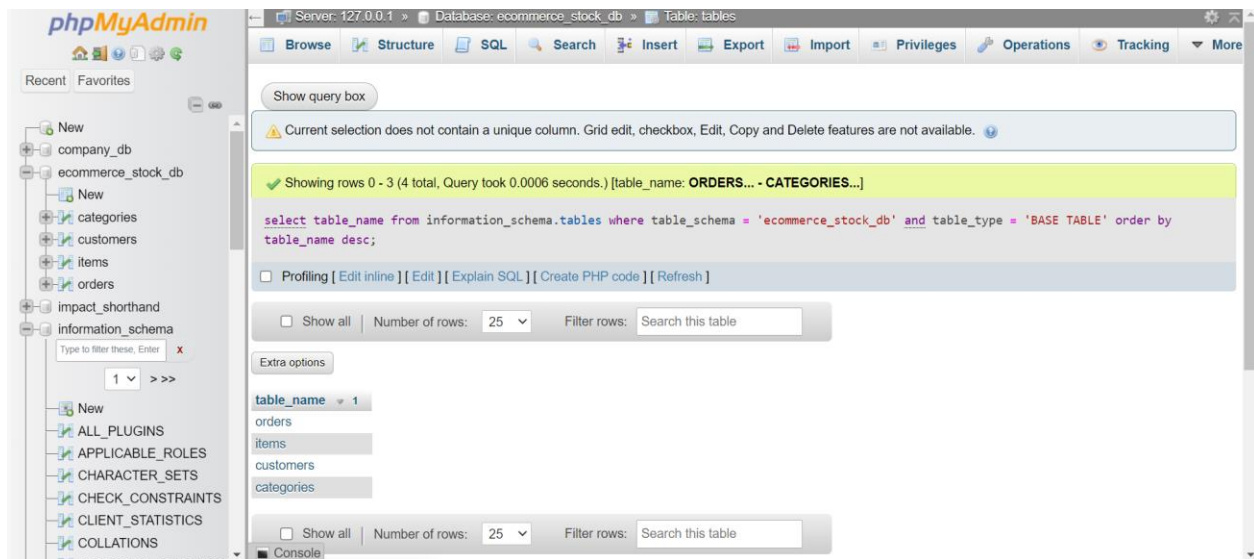 phpMyAdmin
Recent Favorites
New
company_db
ecommerce_stock_db
New
categories
customers
items
orders
impact_shorthand
information_schema
Type to filter these, Enter X
1 > >>
New
ALL_PLUGINS
APPLICABLE_ROLES
CHARACTER_SETS
CHECK_CONSTRAINTS
CLIENT_STATISTICS
COLLATIONS
Server: 127.0.0.1 » Database: ecommerce_stock_db » Table: tables
Browse Structure SQL Search Insert Export Import Privileges Operations Tracking More
Show query box
Current selection does not contain a unique column. Grid edit, checkbox, Edit, Copy and Delete features are not available.
Showing rows 0 - 3 (4 total, Query took 0.0006 seconds.) [table_name: ORDERS... - CATEGORIES...]
select table_name from information_schema.tables where table_schema = 'ecommerce_stock_db' and table_type = 'BASE TABLE' order by
table_name desc;
Profiling [ Edit inline ] [ Edit ] [ Explain SQL ] [ Create PHP code ] [ Refresh ]
Show all | Number of rows: 25 Filter rows: Search this table
Extra options
table_name 1
orders
items
customers
categories
Show all | Number of rows: 25 Filter rows: Search this table
Console